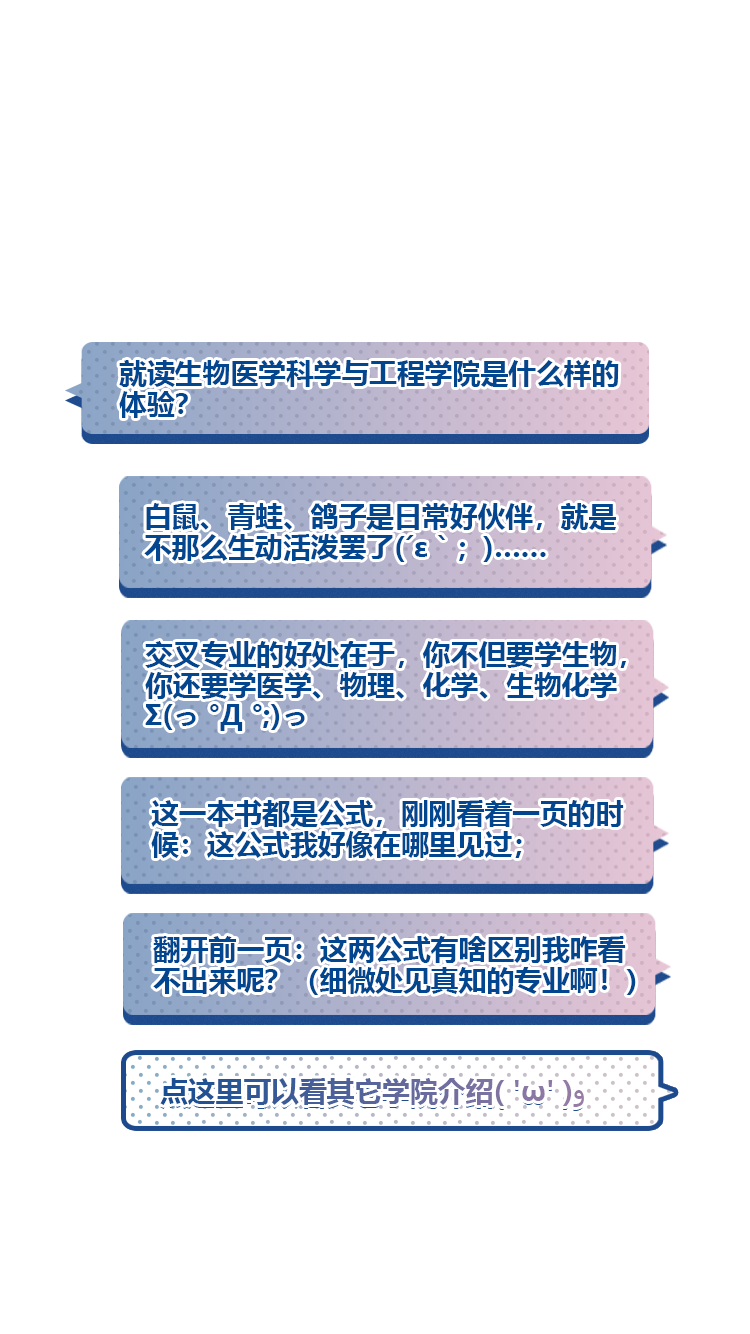 就读生物医学科学与工程学院是什么样的
体验？
白鼠、青蛙、鸽子是日常好伙伴，就是
不那么生动活泼罢了(´ε｀；)……
交叉专业的好处在于，你不但要学生物，
你还要学医学、物理、化学、生物化学
Σ(っ °Д °;)っ
这一本书都是公式，刚刚看着一页的时
候：这公式我好像在哪里见过；
翻开前一页：这两公式有啥区别我咋看
不出来呢？（细微处见真知的专业啊！)
点这里可以看其它学院介绍( 'ω' )و